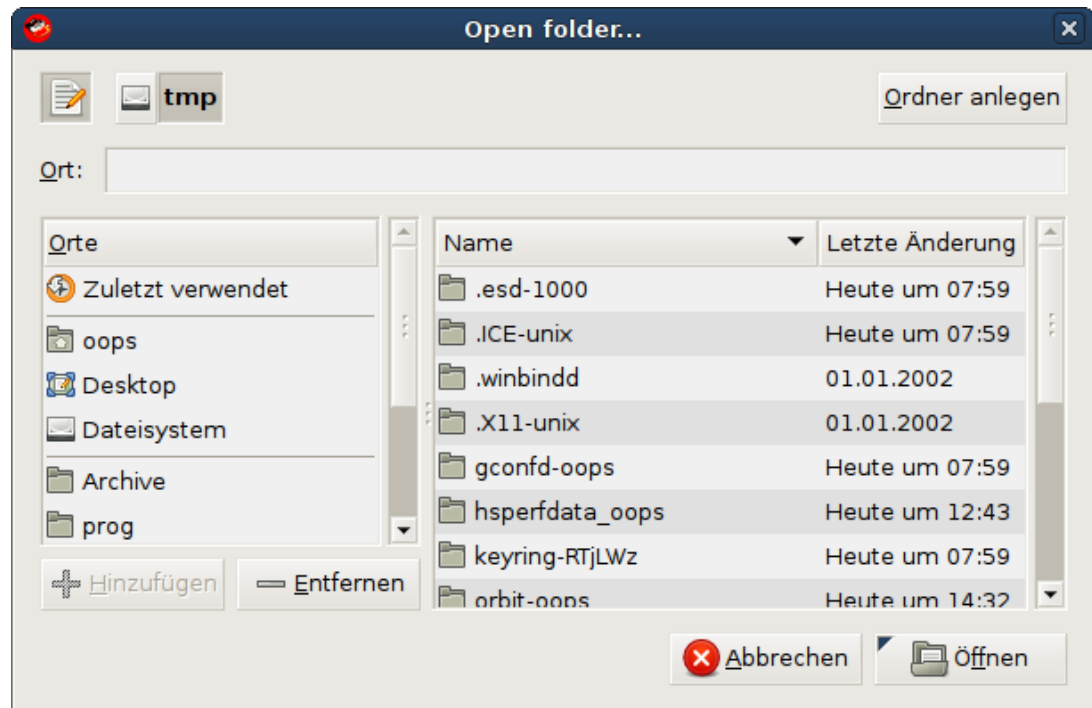 Open folder...
tmp
Ordner anlegen
Ort:
Orte
Zuletzt verwendet
oops
Desktop
Dateisystem
Archive
prog
Hinzufügen
Entfernen
Name Letzte Änderung
.esd-1000 Heute um 07:59
.ICE-unix Heute um 07:59
.winbindd 01.01.2002
.X11-unix 01.01.2002
gconfd-oops Heute um 07:59
hsperfdata_oops Heute um 12:43
keyring-RTjLWz Heute um 07:59
orbit-oops Heute um 14:32
Abbrechen
Öffnen